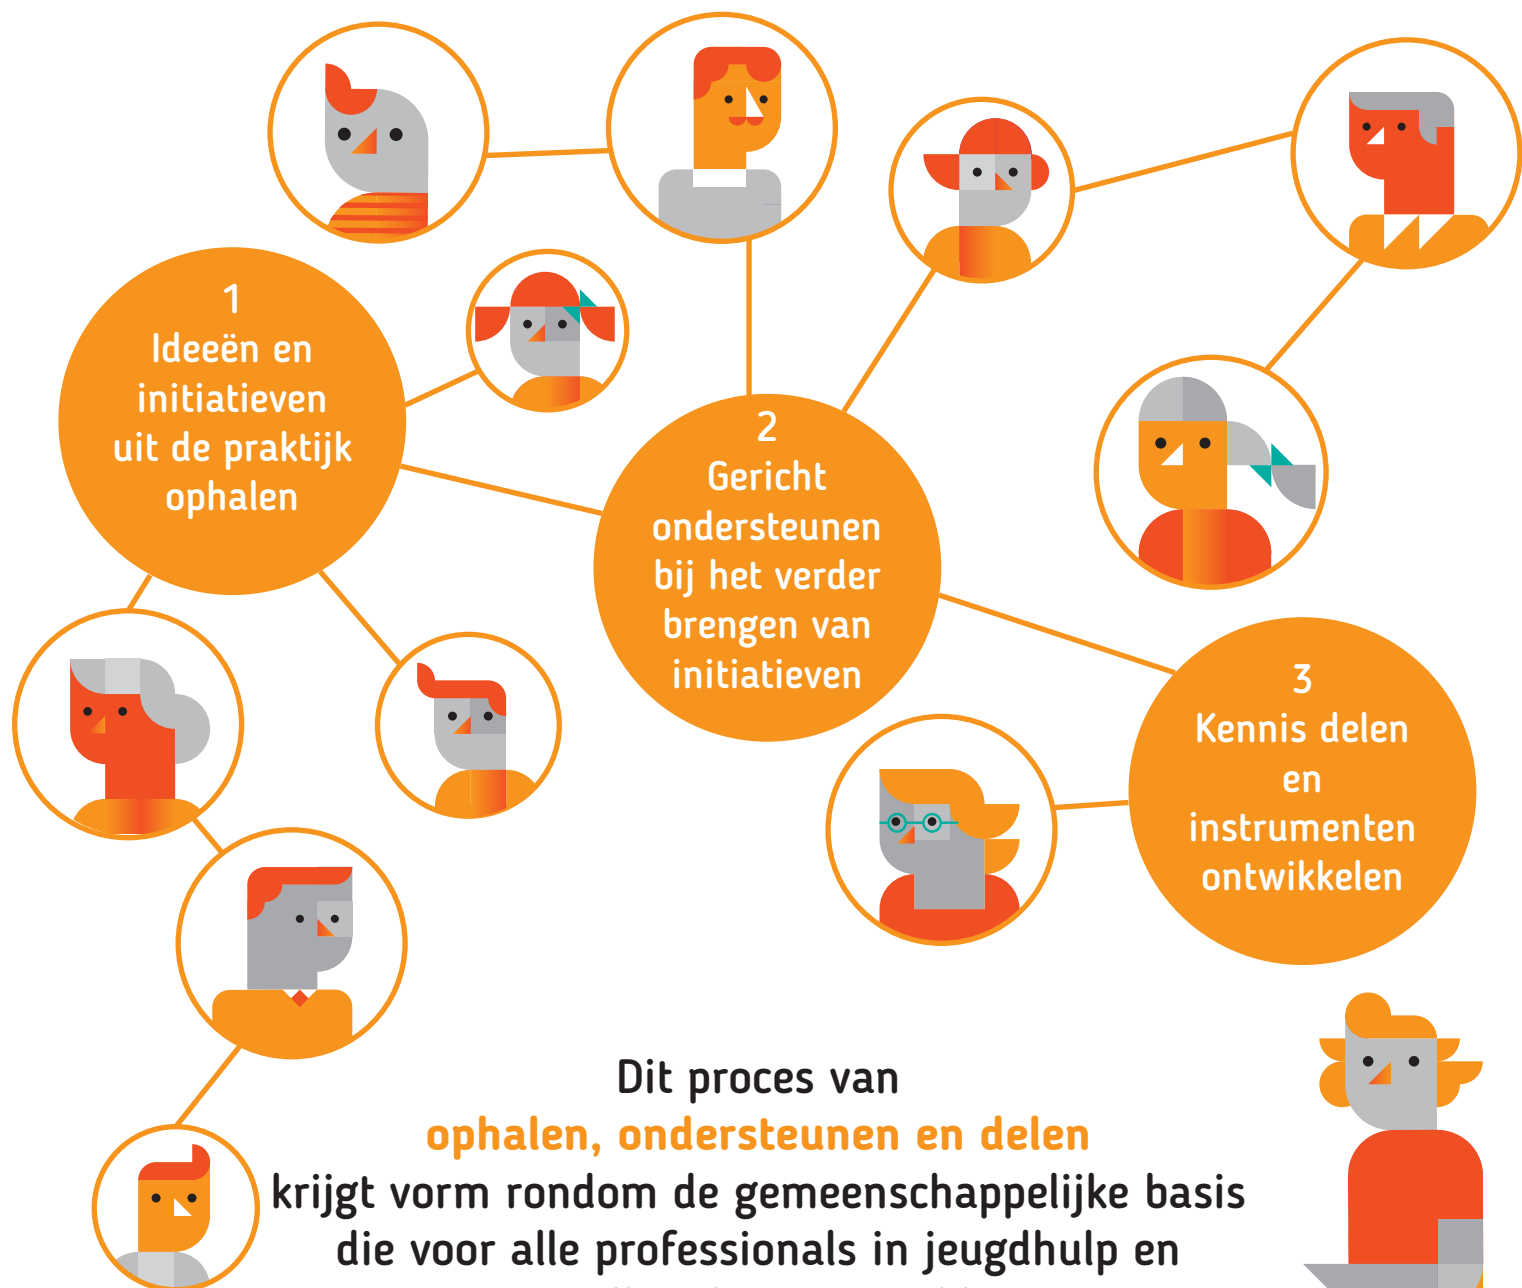 1
Ideeën en
initiatieven
uit de praktijk
ophalen
2
Gericht
ondersteunen
bij het verder
brengen van
initiatieven
3
Kennis delen
en
instrumenten
ontwikkelen
Dit proces van
ophalen, ondersteunen en delen
krijgt vorm rondom de gemeenschappelijke basis
die voor alle professionals in jeugdhulp en